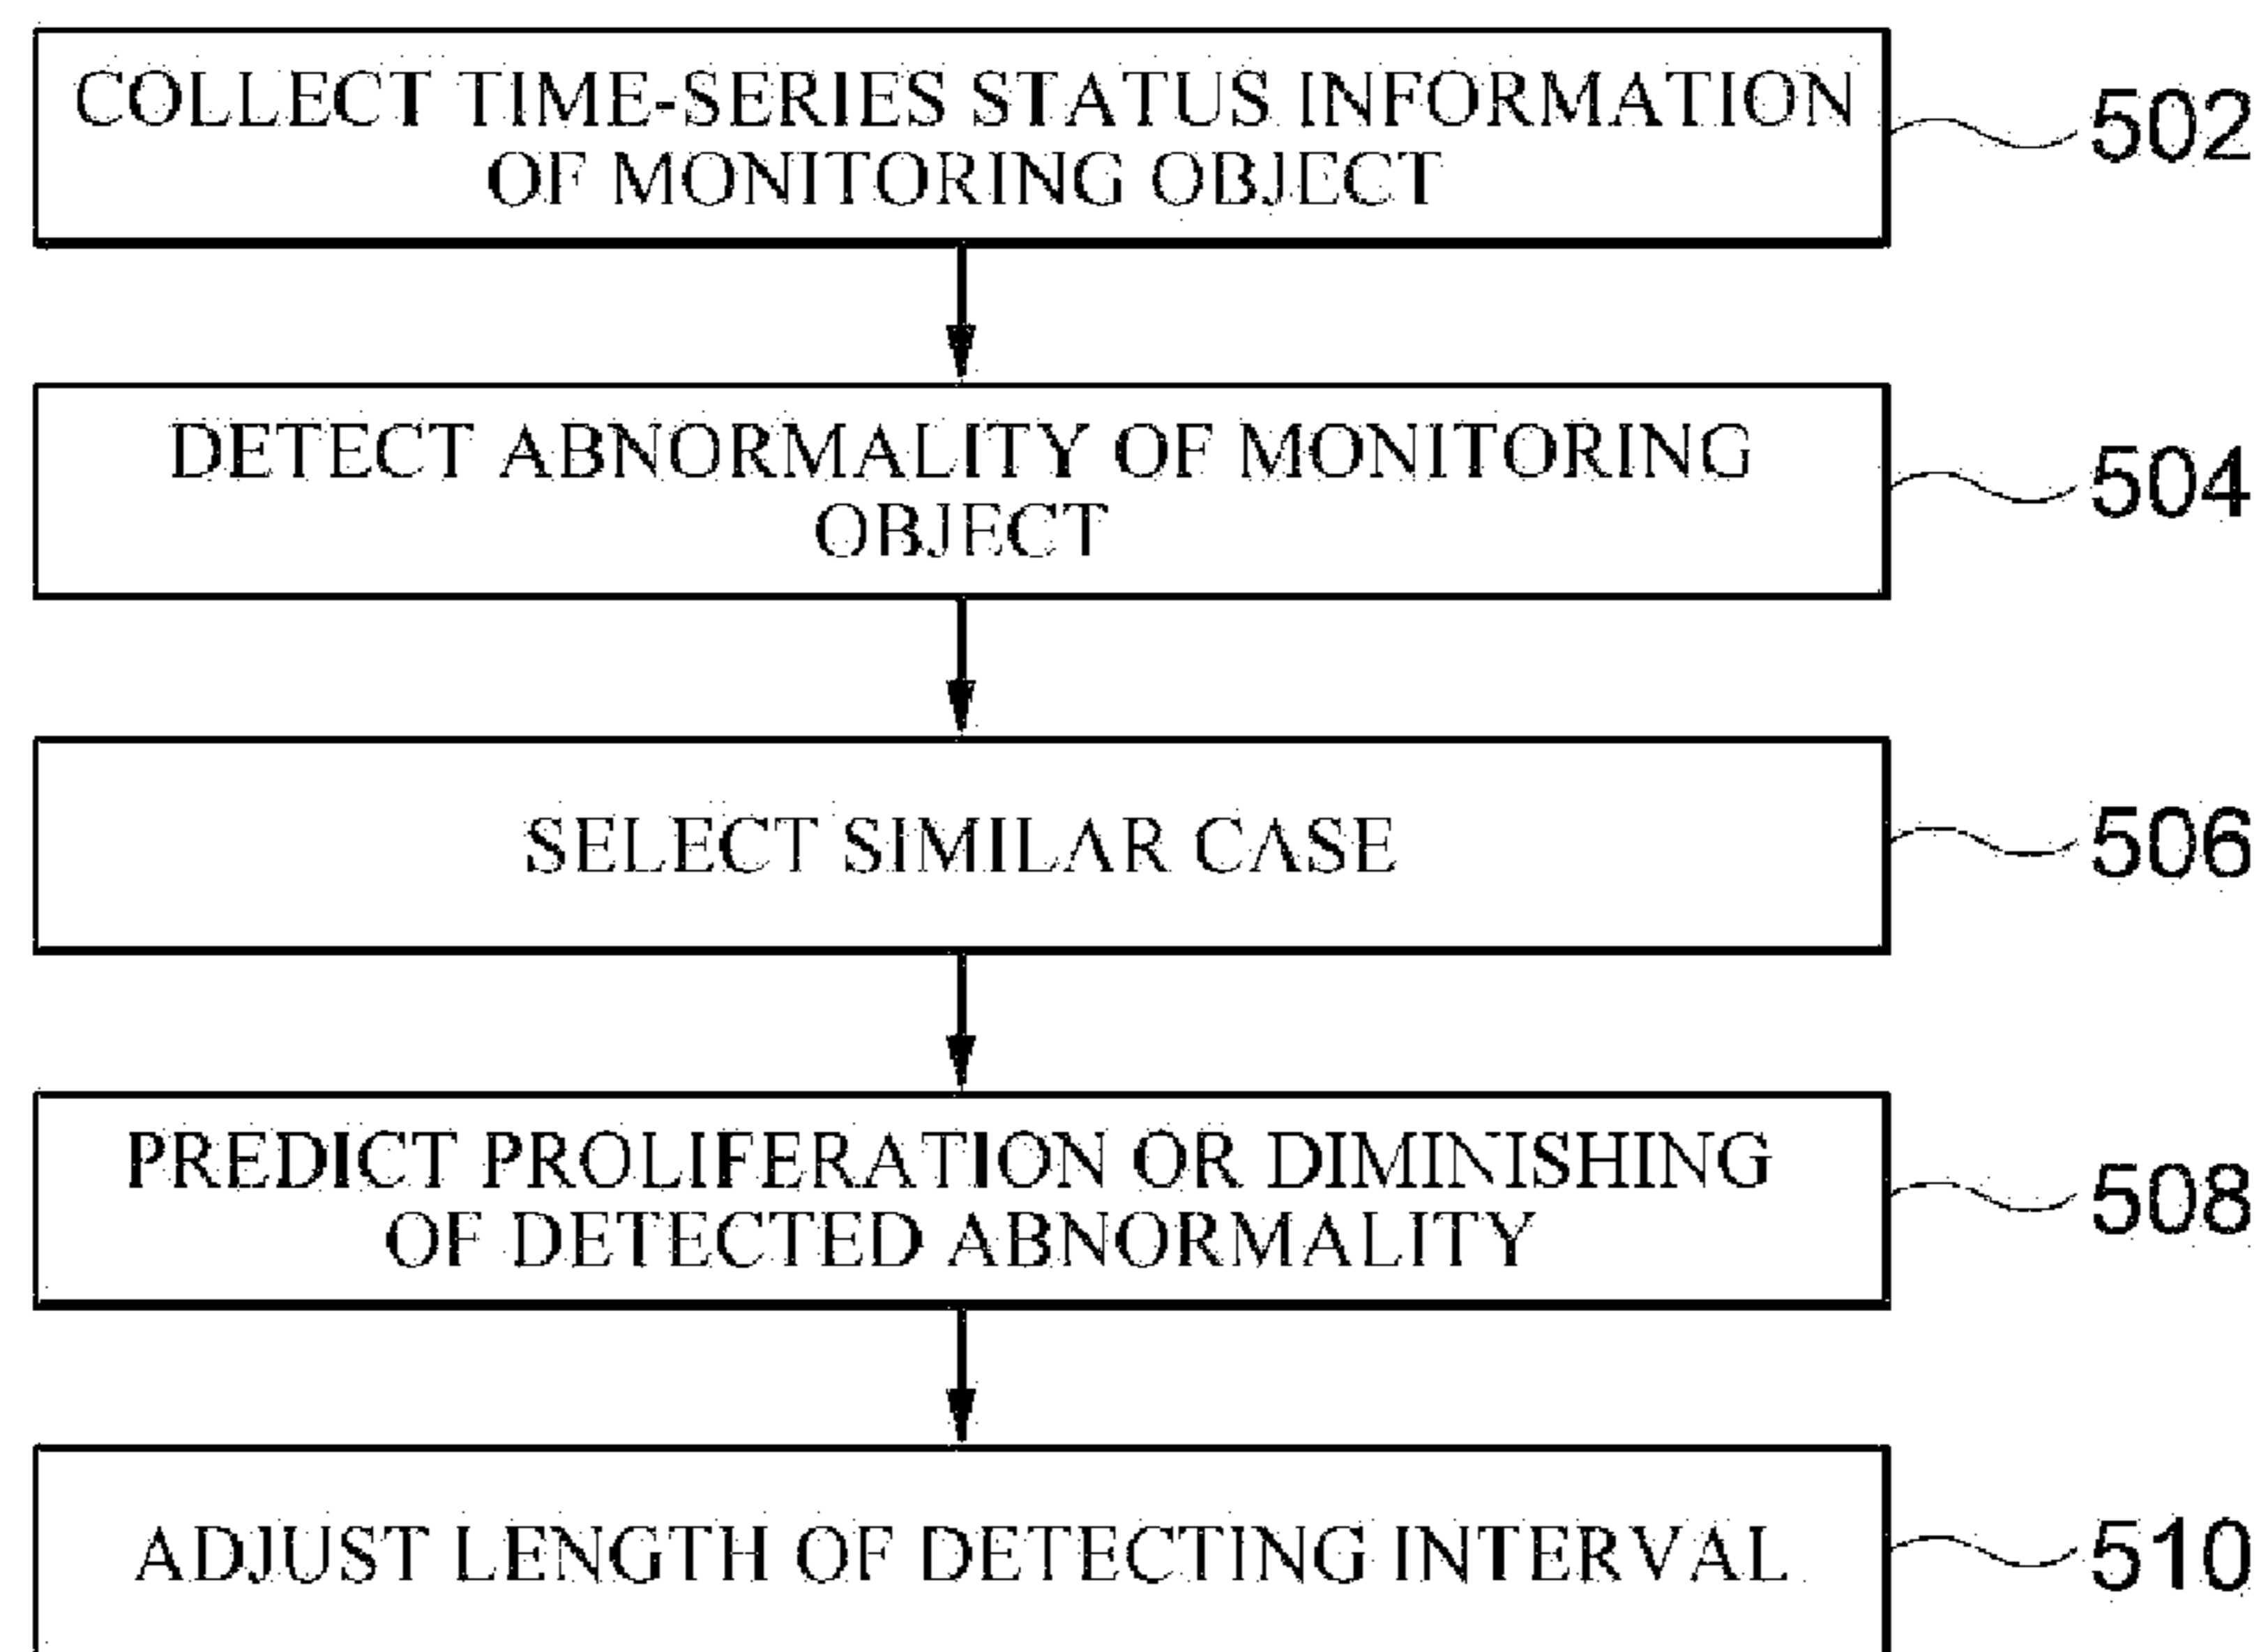 COLLECT TIME-SERIES STATUS INFORMATION
OF MONITORING OBJECT
502
DETECT ABNORMALITY OF MONITORING
OBJECT
504
SELECT SIMILAR CASE
506
PREDICT PROLIFERATION OR DIMINISHING
OF DETECTED ABNORMALITY
508
ADJUST LENGTH OF DETECTING INTERVAL
510